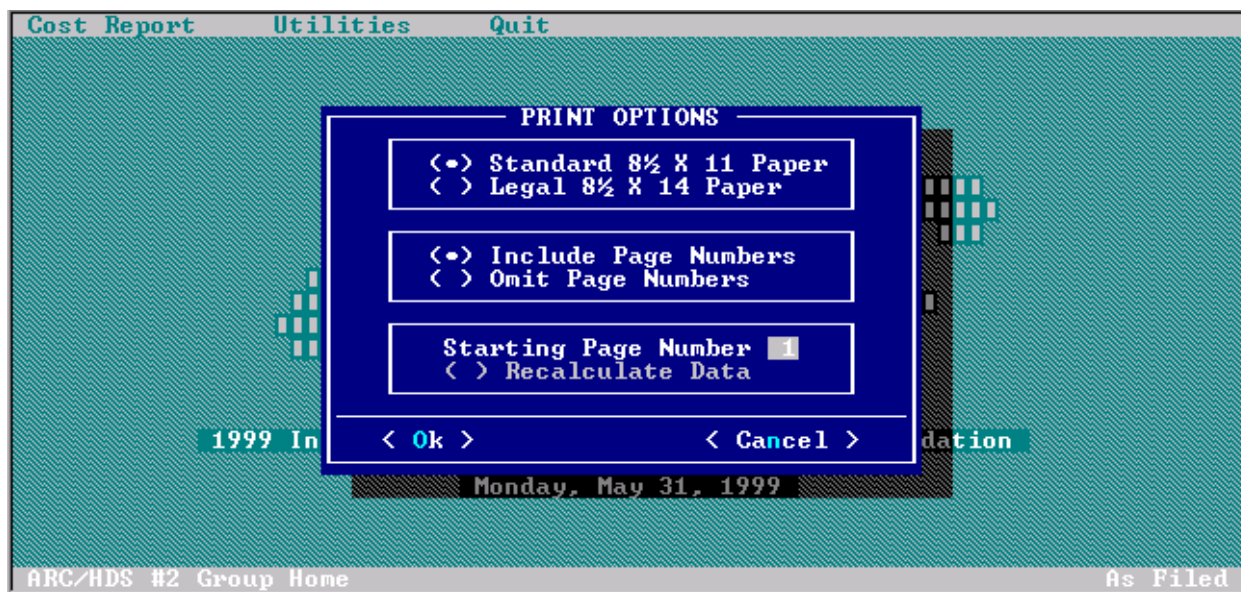 Cost Report Utilities Quit
PRINT OPTIONS
(•) Standard 8½ X 11 Paper
( ) Legal 8½ X 14 Paper
(•) Include Page Numbers
( ) Omit Page Numbers
Starting Page Number 1
( ) Recalculate Data
1999 In < Ok > < Cancel > dation
Monday, May 31, 1999
ARC/HDS #2 Group Home As Filed